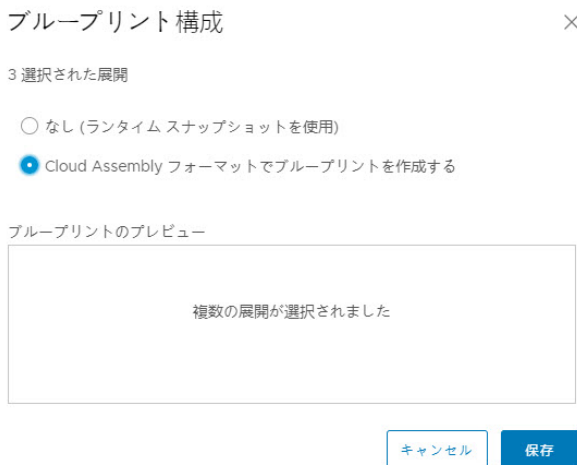 ブループリント構成
3 選択された展開
なし (ランタイム スナップショットを使用)
Cloud Assembly フォーマットでブループリントを作成する
ブループリントのプレビュー
複数の展開が選択されました
キャンセル
保存